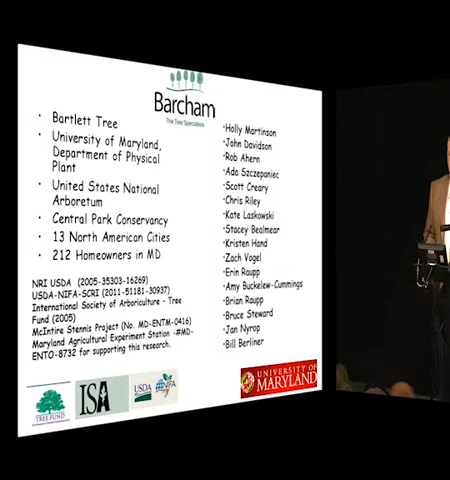 Barcham
The Tree Specialists
· Bartlett Tree
· University of Maryland,
Department of Physical
Plant
· United States National
Arboretum
· Central Park Conservancy
· 13 North American Cities
· 212 Homeowners in MD
NRI USDA (2005-35303-16269)
USDA-NIFA-SCRI (2011-51181-30937)
International Society of Arboriculture - Tree
Fund (2005)
McIntire Stennis Project (No. MD-ENTM-0416)
Maryland Agricultural Experiment Station -#MD-
ENTO-8732 for supporting this research.
·Holly Martinson
·John Davidson
·Rob Ahern
·Ada Szczepaniec
·Scott Creary
·Chris Riley
·Kate Laskowski
·Stacey Bealmear
·Kristen Hand
·Zach Vogel
·Erin Raupp
·Amy Buckelew-Cummings
·Brian Raupp
·Bruce Steward
·Jan Nyrop
·Bill Berliner
TREE FUND
ISA
USDA
NIFA
UNIVERSITY OF
MARYLAND